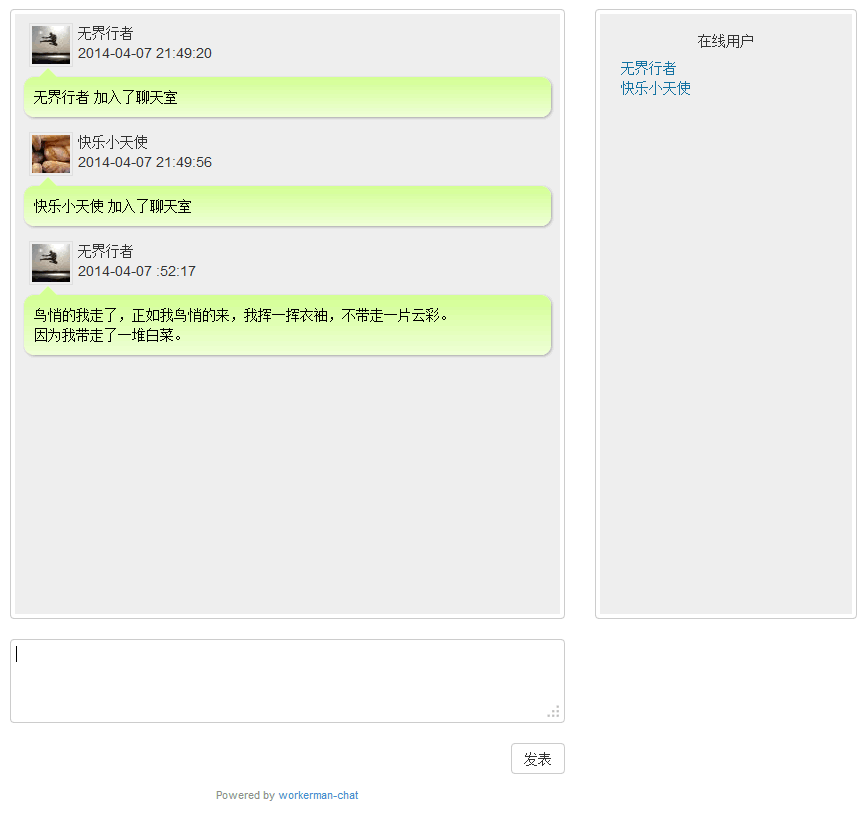 无界行者
2014-04-07 21:49:20
无界行者 加入了聊天室
快乐小天使
2014-04-07 21:49:56
快乐小天使 加入了聊天室
无界行者
2014-04-07 :52:17
鸟悄的我走了，正如我鸟悄的来，我挥一挥衣袖，不带走一片云彩。
因为我带走了一堆白菜。
在线用户
无界行者
快乐小天使
发表
Powered by workerman-chat